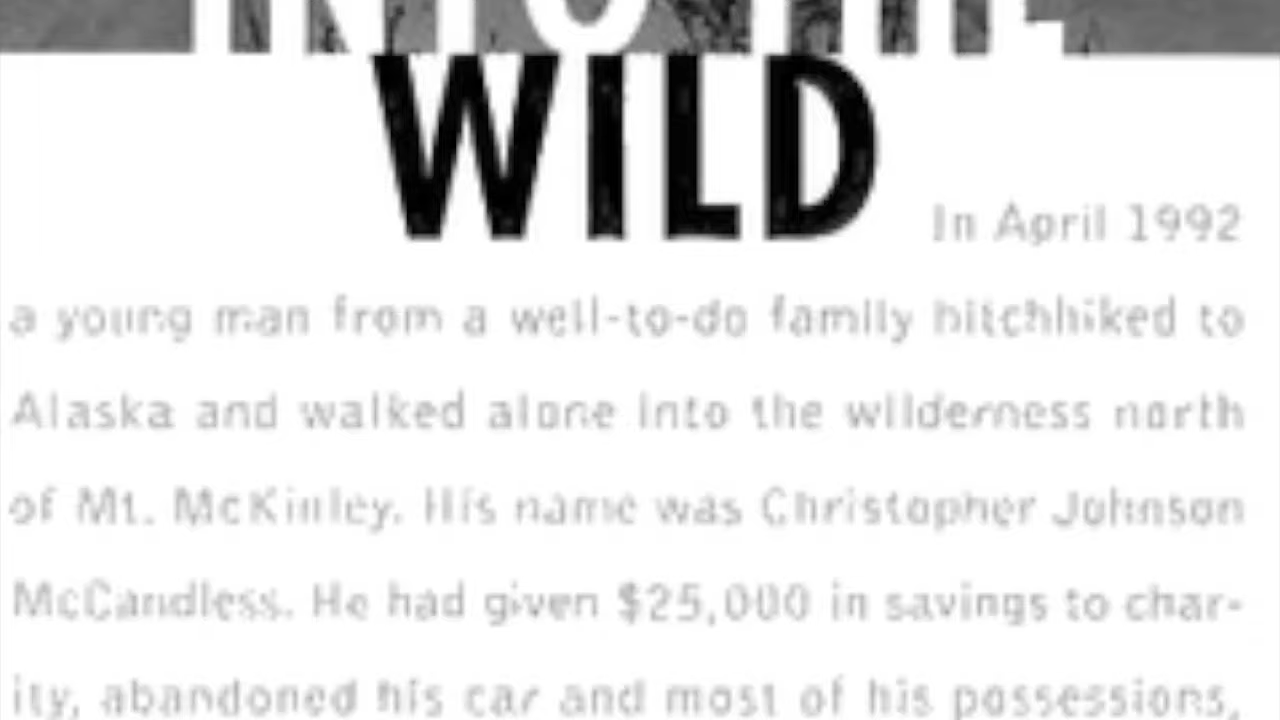 INTO THE
WILD
In April 1992
a young man from a well-to-do family hitchhiked to
Alaska and walked alone into the wilderness north
of Mt. McKinley. His name was Christopher Johnson
McCandless. He had given $25,000 in savings to char-
ity, abandoned his car and most of his possessions,